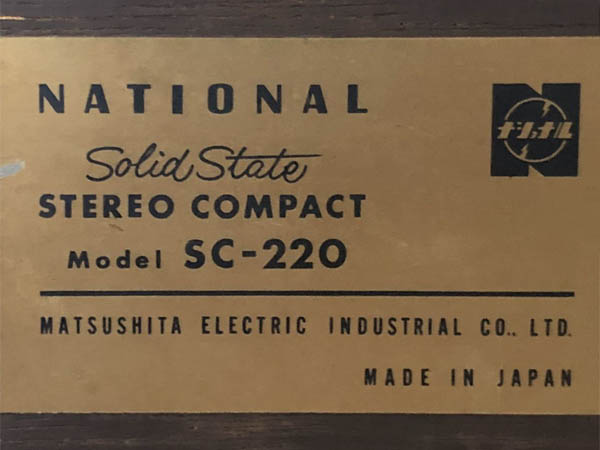 NATIONAL
ナショナル
Solid State
STEREO COMPACT
Model SC-220
MATSUSHITA ELECTRIC INDUSTRIAL CO., LTD.
MADE IN JAPAN